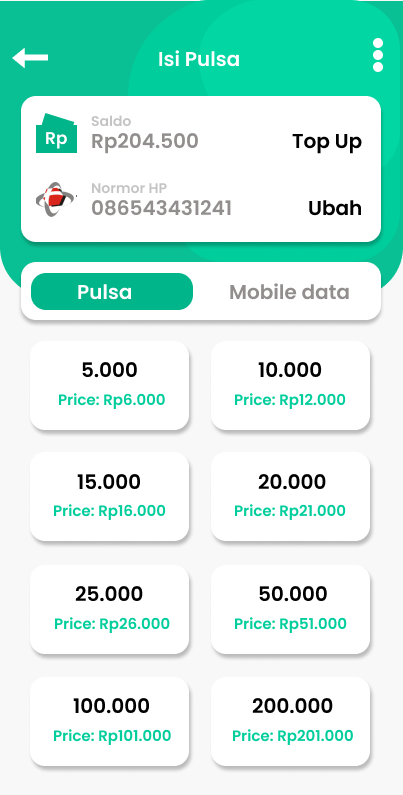 Isi Pulsa
Saldo
Rp
Rp204.500
Top Up
Normor HP
086543431241
Ubah
Pulsa
Mobile data
5.000
Price: Rp6.000
10.000
Price: Rp12.000
15.000
Price: Rp16.000
20.000
Price: Rp21.000
25.000
Price: Rp26.000
50.000
Price: Rp51.000
100.000
Price: Rp101.000
200.000
Price: Rp201.000